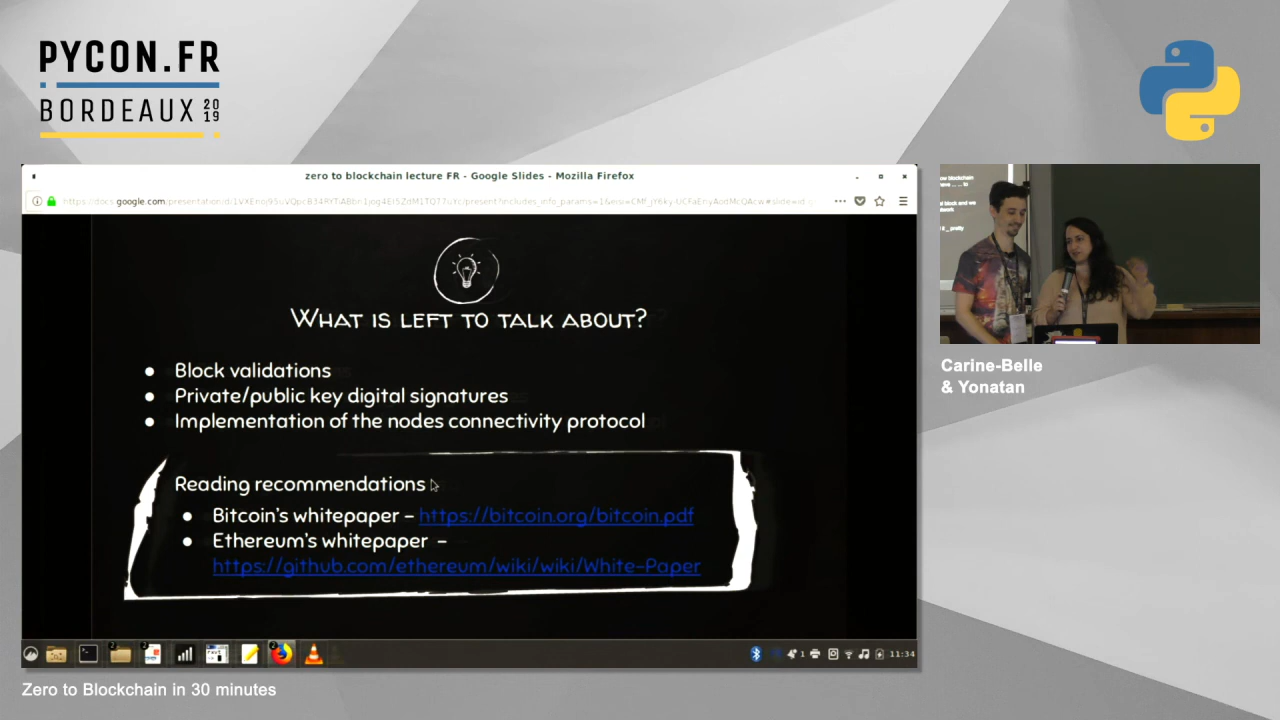 PYCON.FR
BORDEAUX 2019
zero to blockchain lecture FR - Google Slides - Mozilla Firefox
WHAT IS LEFT TO TALK ABOUT?
● Block validations
● Private/public key digital signatures
● Implementation of the nodes connectivity protocol
Reading recommendations
● Bitcoin's whitepaper – https://bitcoin.org/bitcoin.pdf
● Ethereum's whitepaper –
https://github.com/ethereum/wiki/wiki/White-Paper
11:34
Carine-Belle
& Yonatan
Zero to Blockchain in 30 minutes